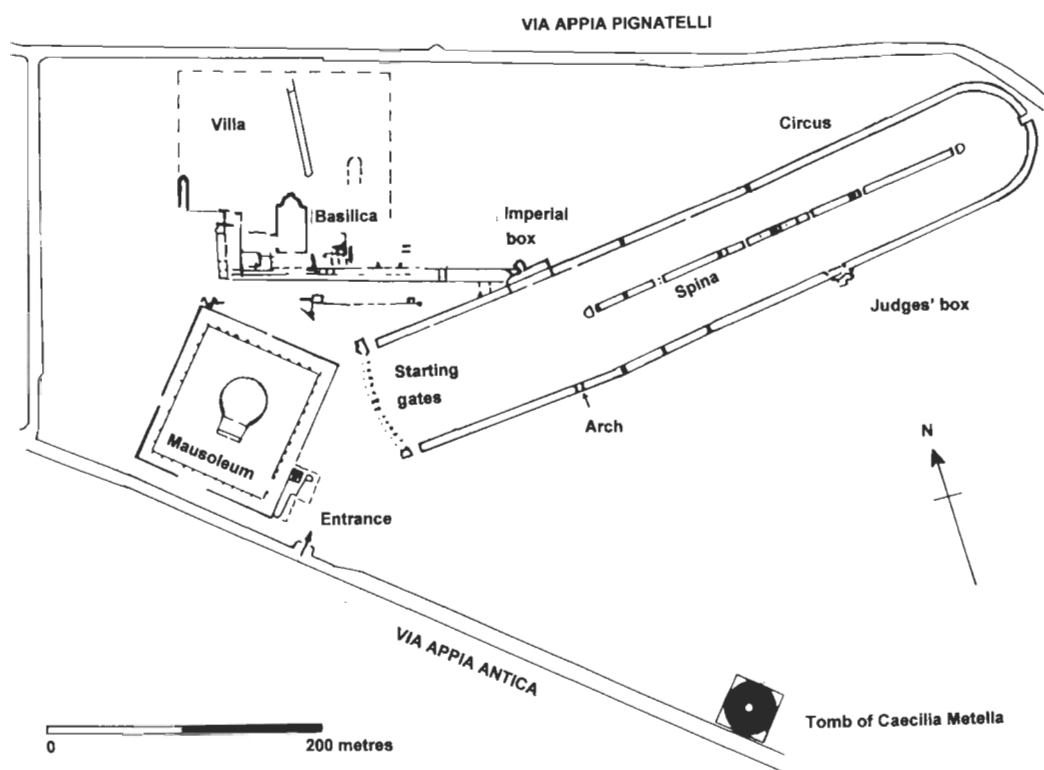 VIA APPIA PIGNATELLI
Villa
Circus
Basilica
Imperial
box
Spina
Judges' box
Starting
gates
Arch
Mausoleum
N
Entrance
VIA APPIA ANTICA
Tomb of Caecilia Metella
0
200 metres